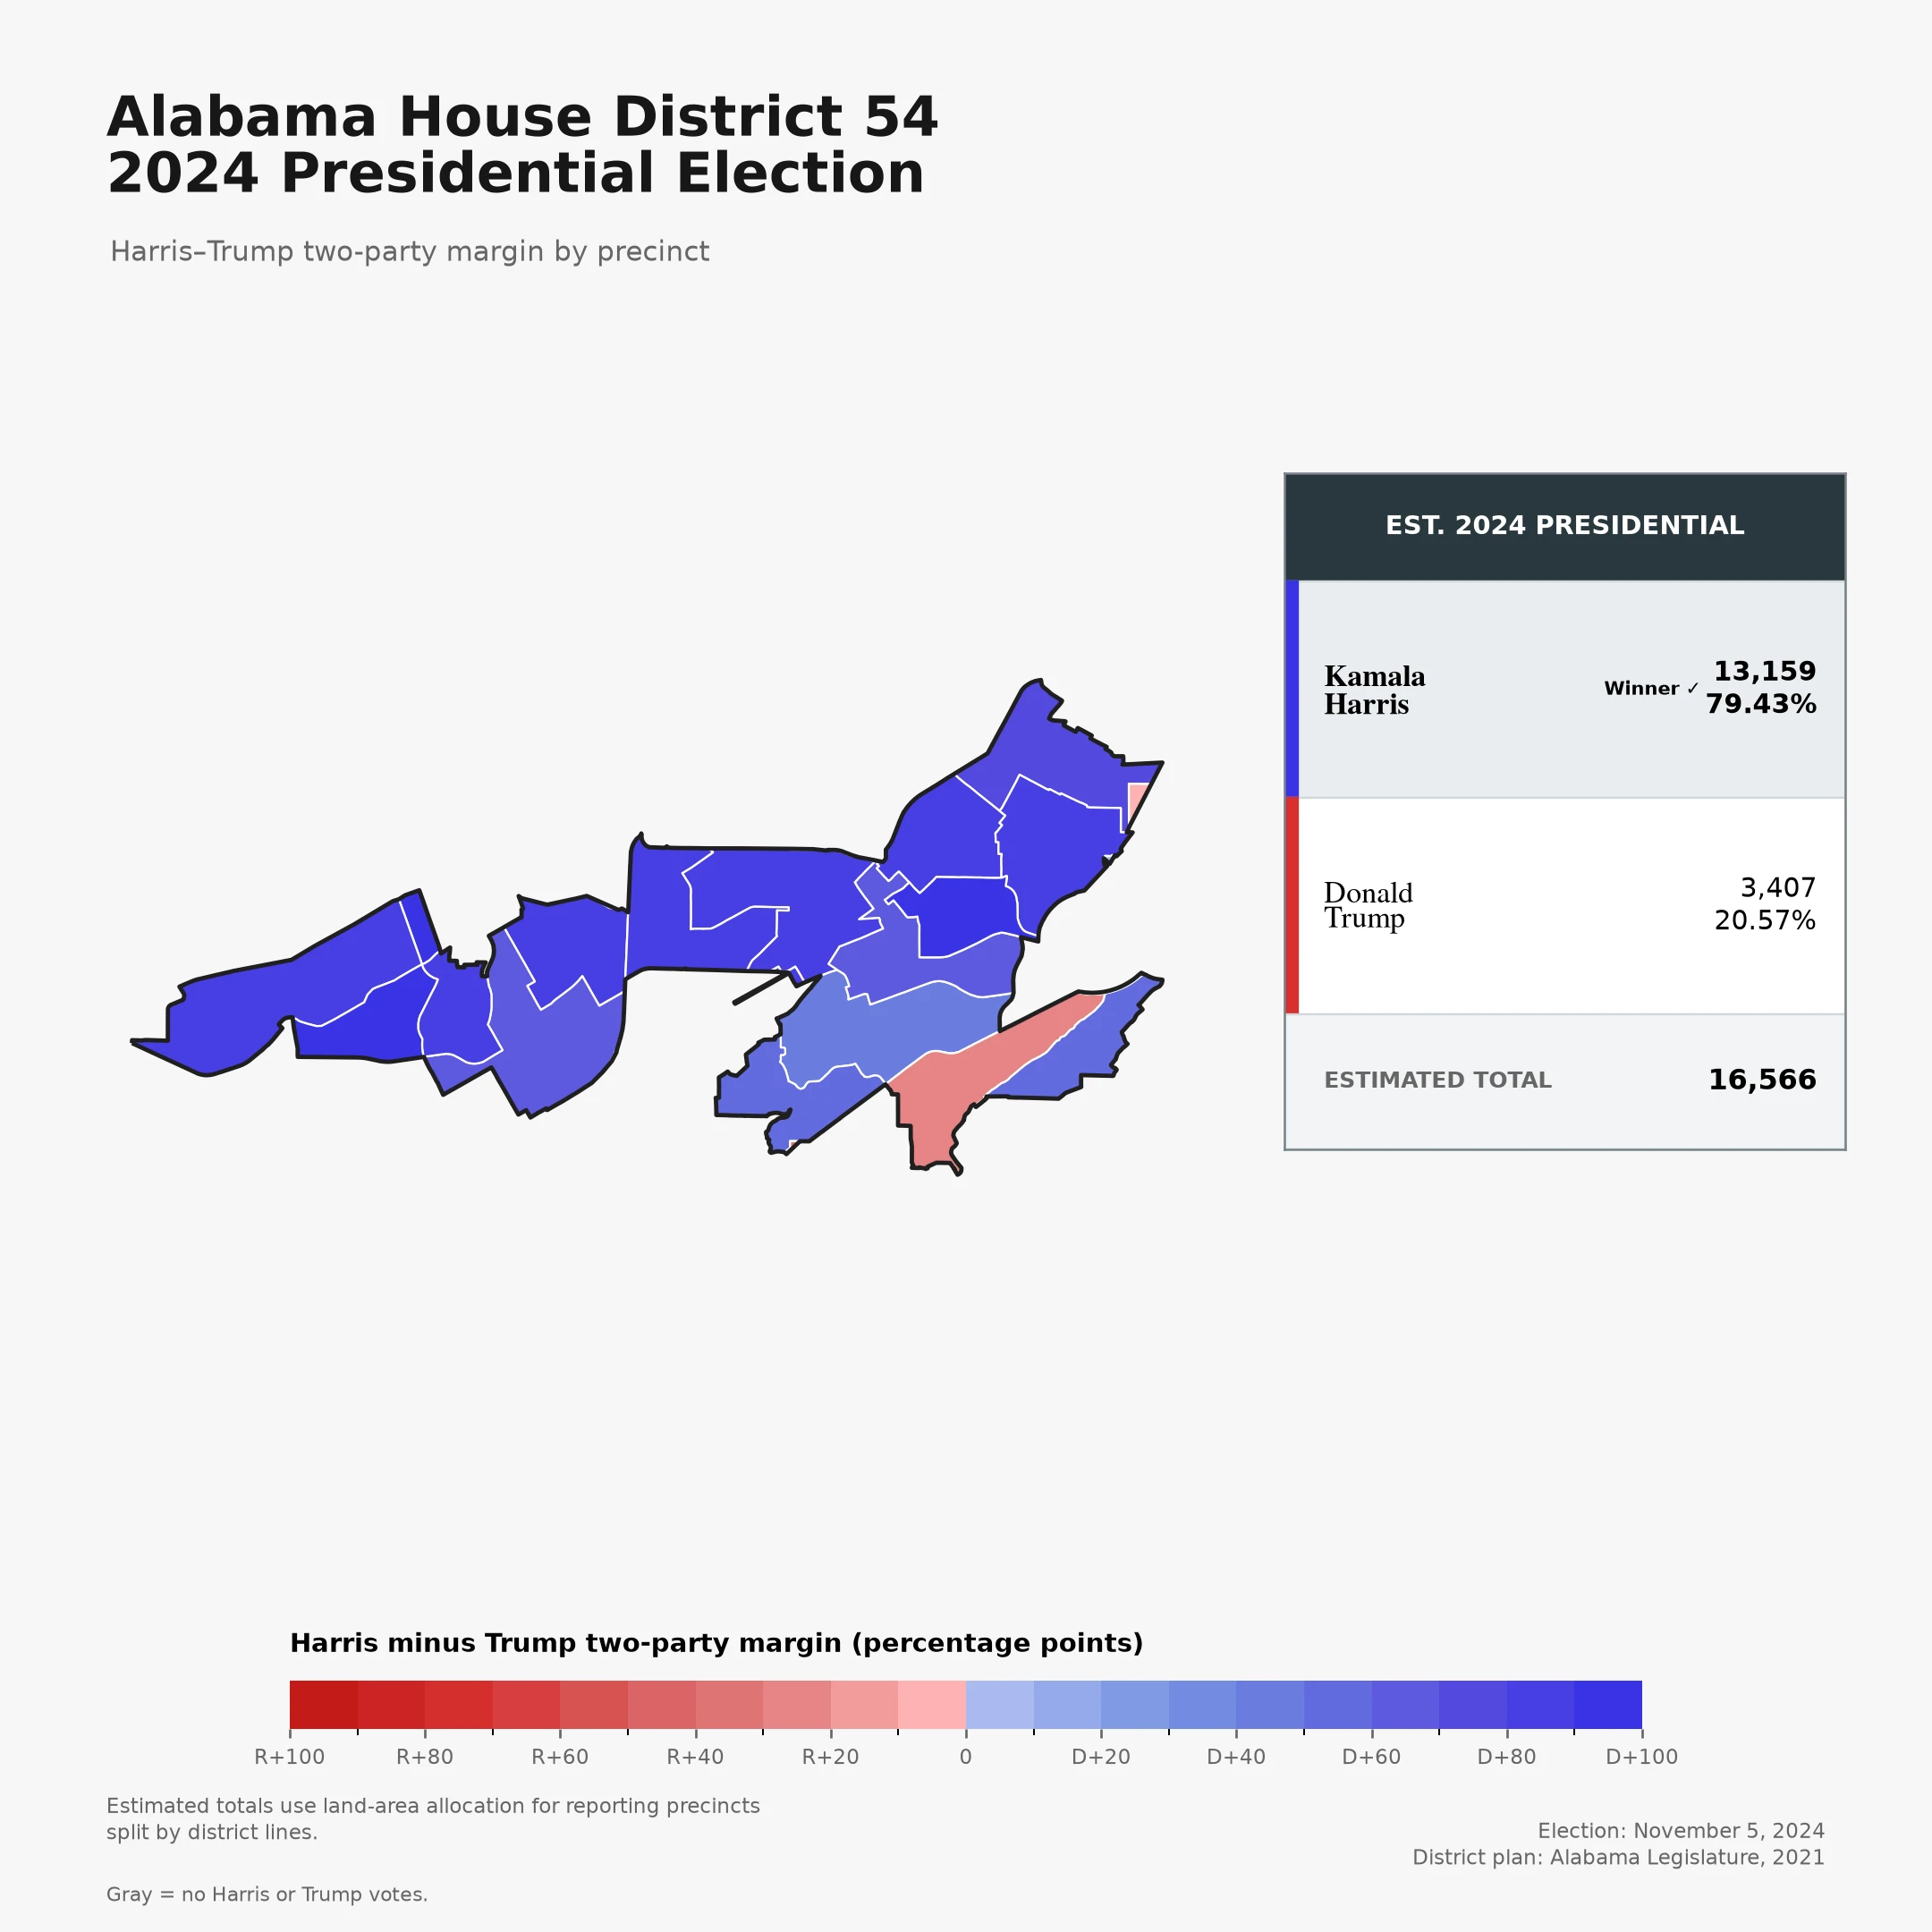 Alabama House District 54
2024 Presidential Election
Harris–Trump two-party margin by precinct
EST. 2024 PRESIDENTIAL
Kamala
Harris
Winner ✓
13,159
79.43%
Donald
Trump
3,407
20.57%
ESTIMATED TOTAL
16,566
Harris minus Trump two-party margin (percentage points)
R+100 R+80 R+60 R+40 R+20 0 D+20 D+40 D+60 D+80 D+100
Estimated totals use land-area allocation for reporting precincts
split by district lines.
Gray = no Harris or Trump votes.
Election: November 5, 2024
District plan: Alabama Legislature, 2021